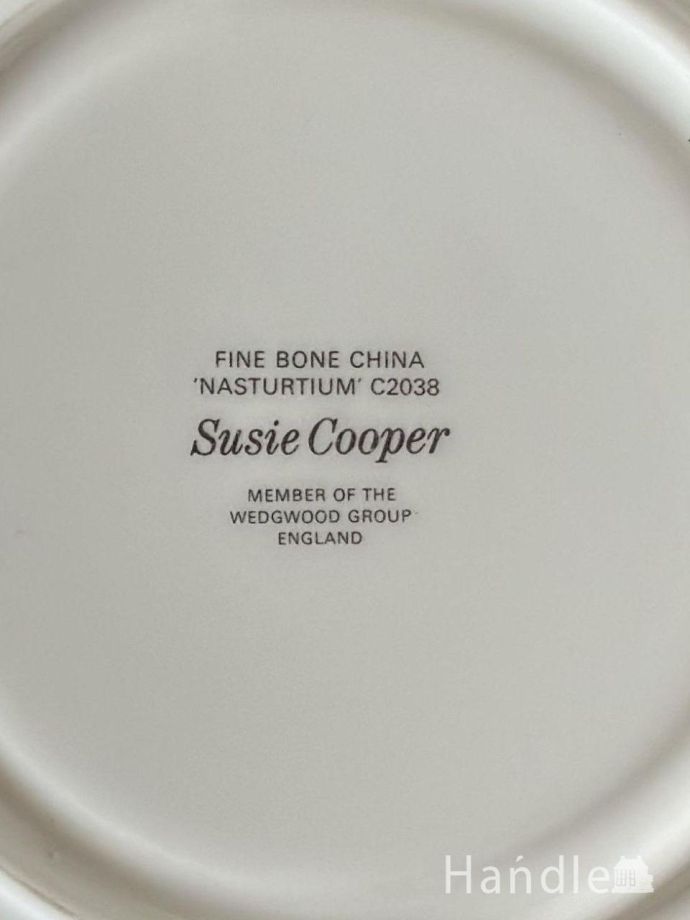 FINE BONE CHINA
'NASTURTIUM' C2038
Susie Cooper
MEMBER OF THE
WEDGWOOD GROUP
ENGLAND
Handle